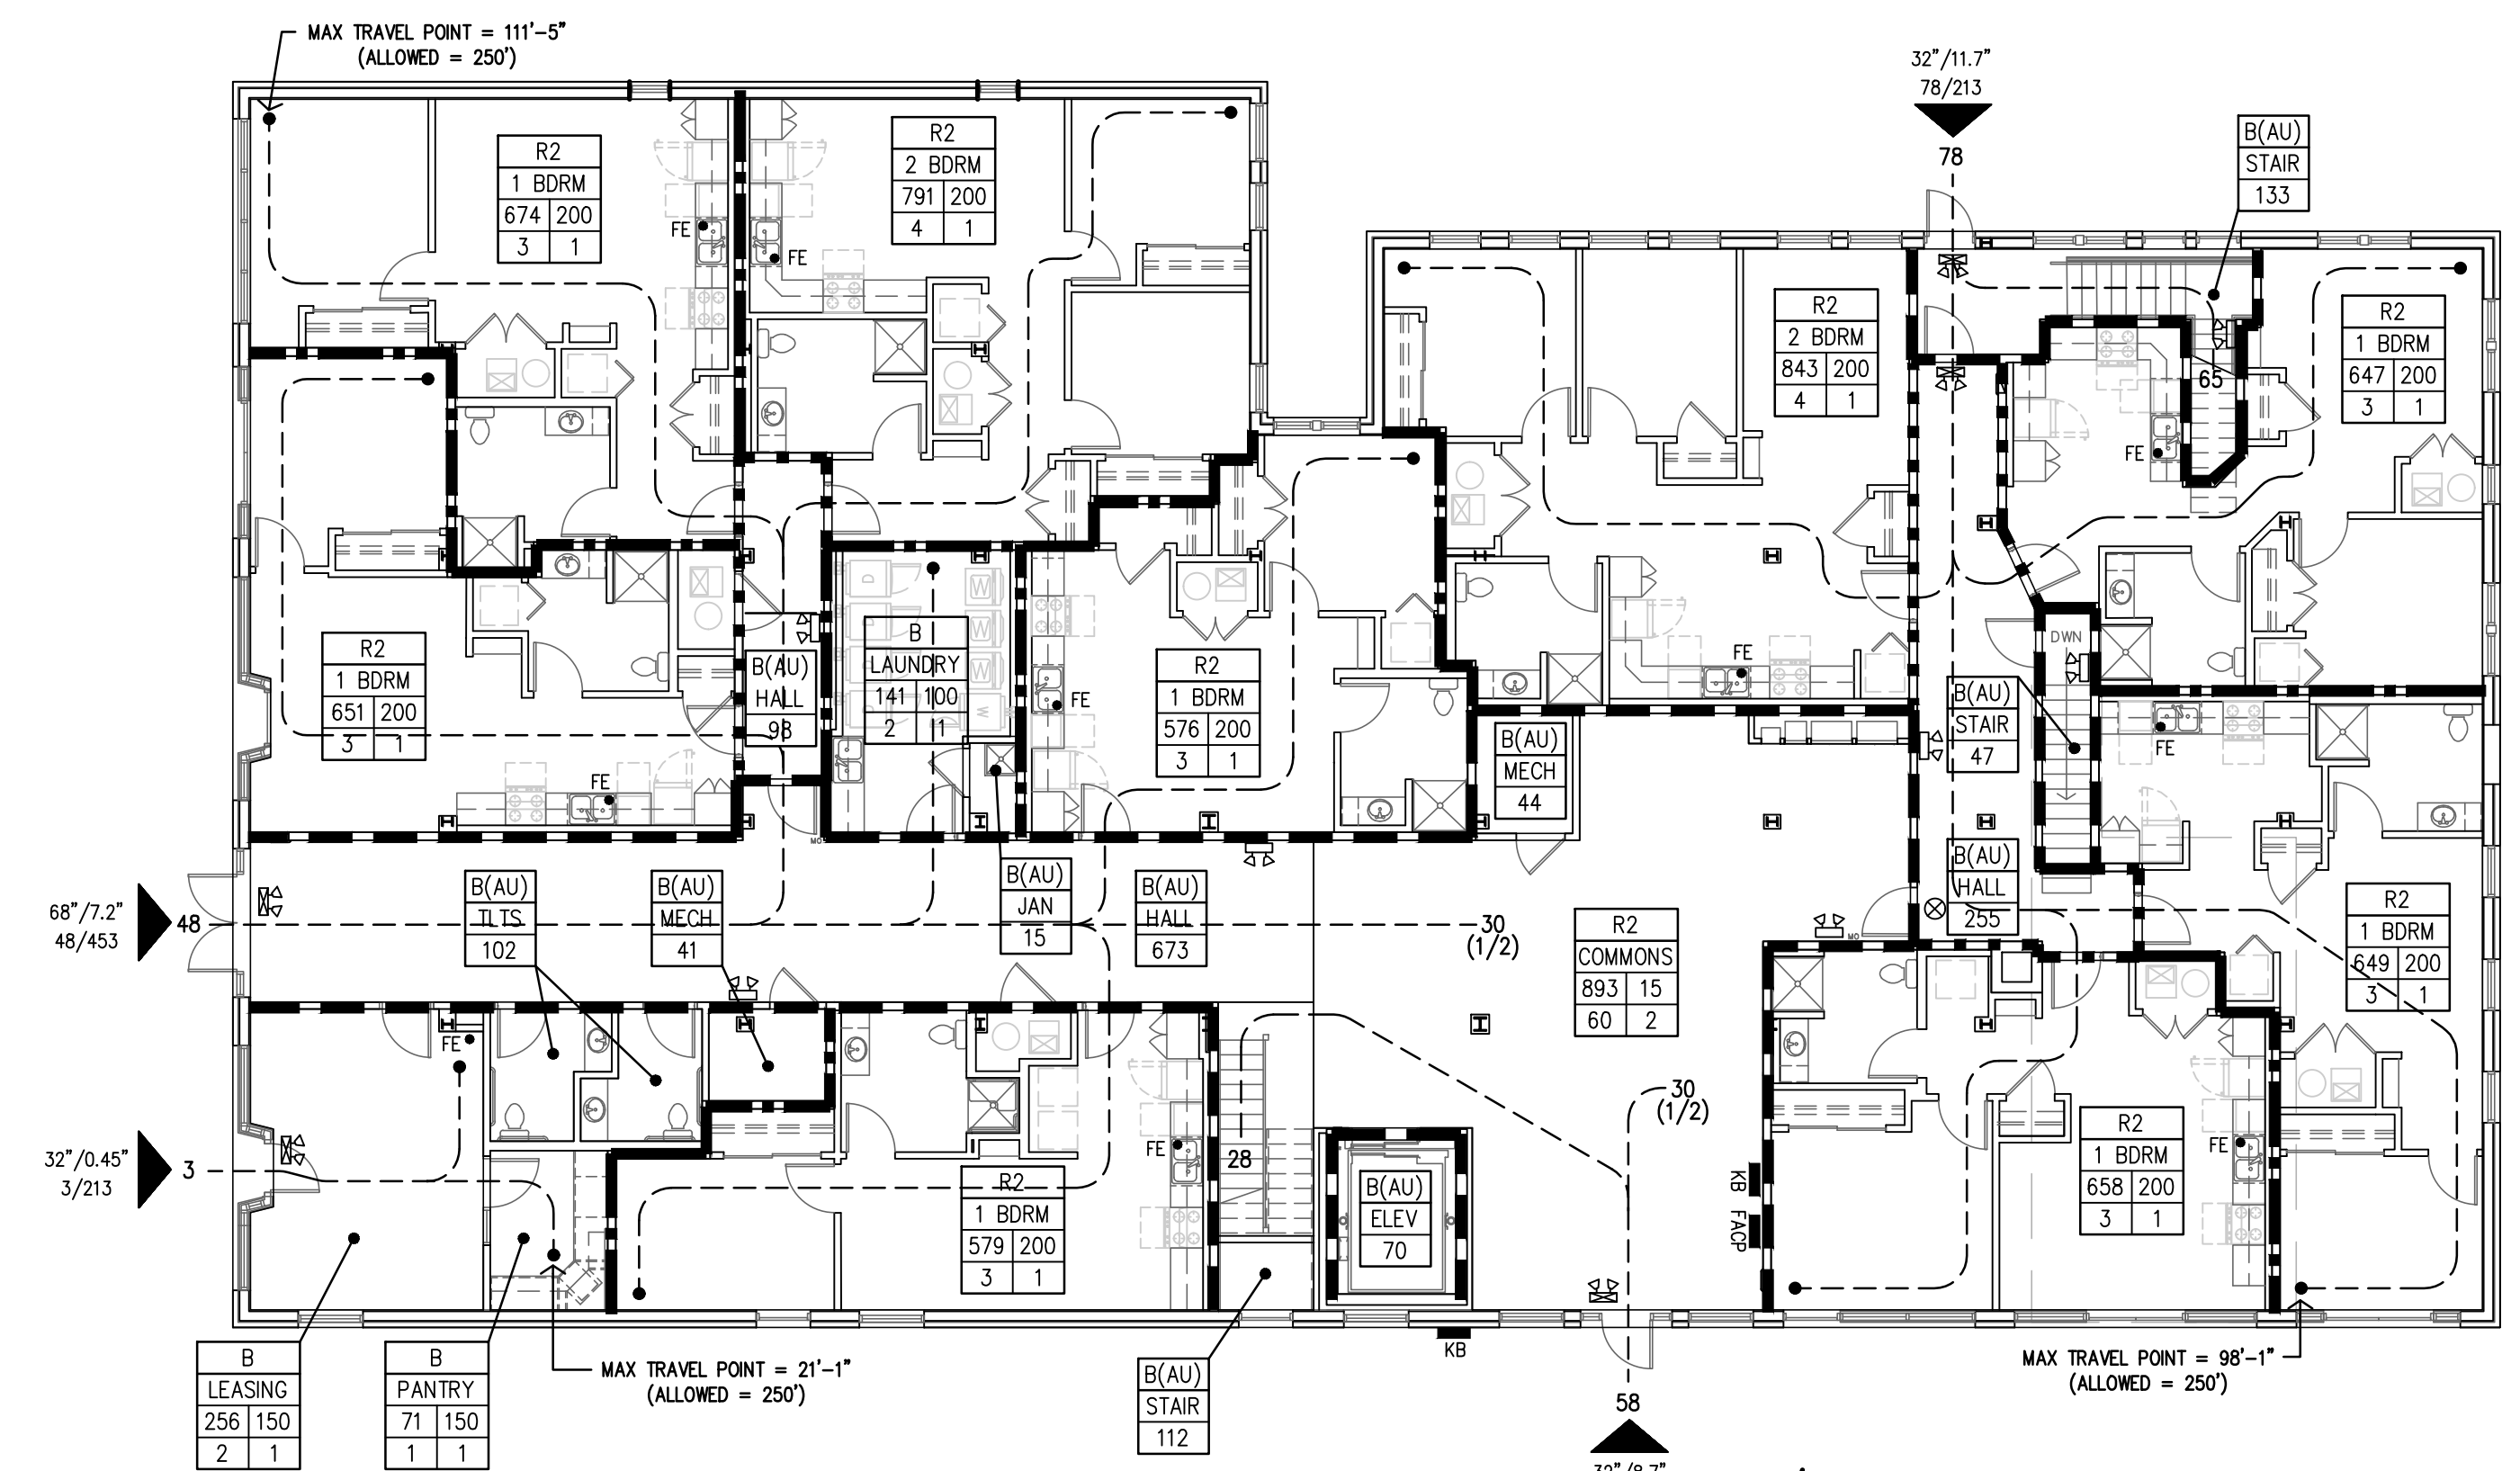 MAX TRAVEL POINT = 111'-5"
(ALLOWED = 250')
32"/11.7"
78/213
78
B(AU)
STAIR
133
R2
1 BDRM
674 200
3 1
FE
R2
2 BDRM
791 200
4 1
FE
R2
2 BDRM
843 200
4 1
FE
R2
1 BDRM
647 200
3 1
65
FE
R2
1 BDRM
651 200
3 1
FE
B(AU)
HALL
98
MO
D
D
D
D
W
W
W
W
B
LAUNDRY
141 100
2 1
R2
1 BDRM
576 200
3 1
FE
B(AU)
MECH
44
DWN
B(AU)
STAIR
47
FE
68"/7.2"
48/453
48
B(AU)
TLTS
102
B(AU)
MECH
41
B(AU)
JAN
15
B(AU)
HALL
673
30
(1/2)
R2
COMMONS
893 15
60 2
MO
B(AU)
HALL
255
R2
1 BDRM
649 200
3 1
32"/0.45"
3/213
3
FE
R2
1 BDRM
579 200
3 1
FE
28
B(AU)
ELEV
70
30
(1/2)
KB
FACP
R2
1 BDRM
658 200
3 1
FE
B
LEASING
256 150
2 1
B
PANTRY
71 150
1 1
MAX TRAVEL POINT = 21'-1"
(ALLOWED = 250')
B(AU)
STAIR
112
KB
58
32"/8.7"
MAX TRAVEL POINT = 98'-1"
(ALLOWED = 250')